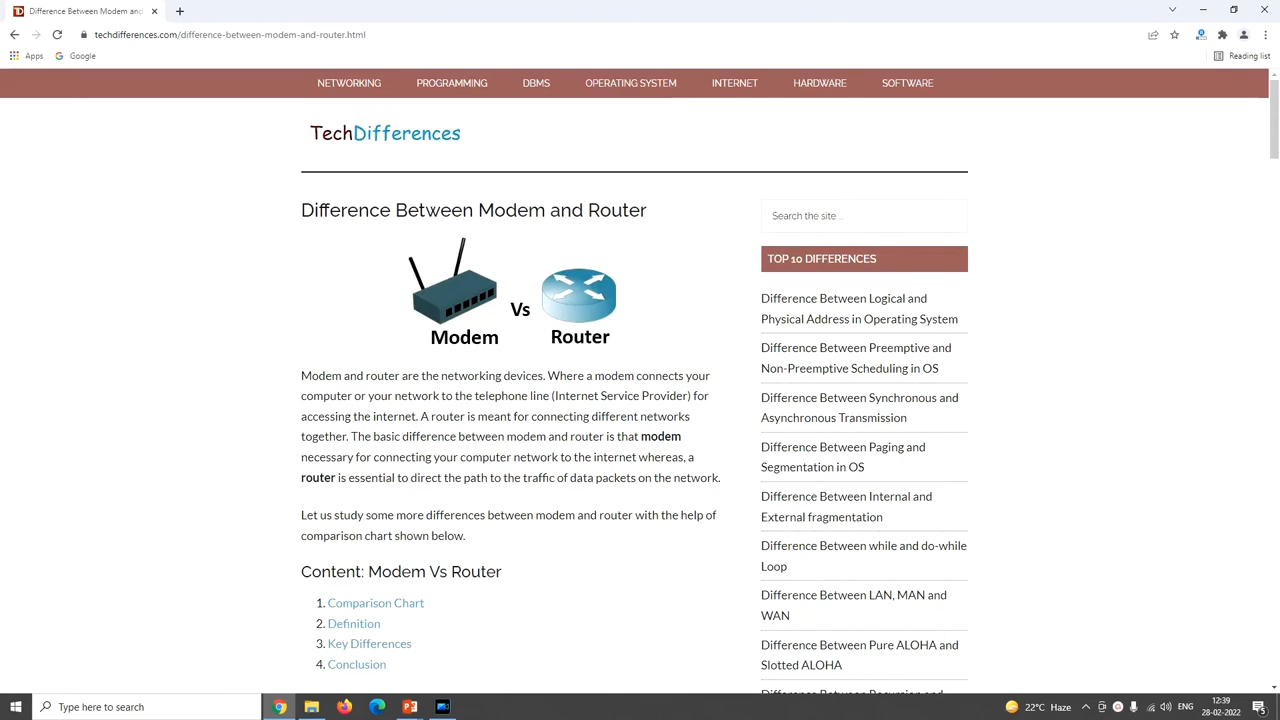 Difference Between Modem and
techdifferences.com/difference-between-modem-and-router.html
Apps
Google
Reading list
NETWORKING
PROGRAMMING
DBMS
OPERATING SYSTEM
INTERNET
HARDWARE
SOFTWARE
TechDifferences
Difference Between Modem and Router
Vs
Modem
Router
Modem and router are the networking devices. Where a modem connects your
computer or your network to the telephone line (Internet Service Provider) for
accessing the internet. A router is meant for connecting different networks
together. The basic difference between modem and router is that modem
necessary for connecting your computer network to the internet whereas, a
router is essential to direct the path to the traffic of data packets on the network.
Let us study some more differences between modem and router with the help of
comparison chart shown below.
Content: Modem Vs Router
1. Comparison Chart
2. Definition
3. Key Differences
4. Conclusion
Search the site ...
TOP 10 DIFFERENCES
Difference Between Logical and
Physical Address in Operating System
Difference Between Preemptive and
Non-Preemptive Scheduling in OS
Difference Between Synchronous and
Asynchronous Transmission
Difference Between Paging and
Segmentation in OS
Difference Between Internal and
External fragmentation
Difference Between while and do-while
Loop
Difference Between LAN, MAN and
WAN
Difference Between Pure ALOHA and
Slotted ALOHA
Difference Between Recursion and
Type here to search
22°C Haze
ENG
12:39
28-02-2022